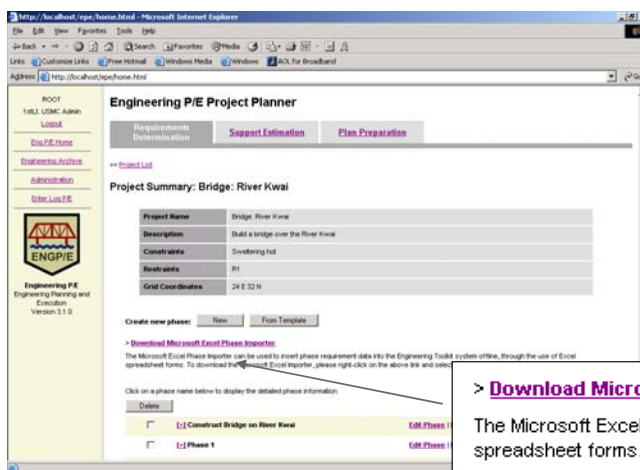 http://localhost/epe/home.html - Microsoft Internet Explorer
File Edit View Favorites Tools Help
Back Search Favorites Media
Links Customize Links Free Hotmail Windows Media Windows AOL for Broadband
Address http://localhost/epe/home.html Go
ROOT
1stLt. USMC Admin
Logout
Eng P/E Home
Engineering Archive
Administration
Enter Log P/E
ENGP/E
Engineering P/E
Engineering Planning and
Execution
Version 3.1.0
Engineering P/E Project Planner
Requirements
Determination
Support Estimation
Plan Preparation
<< Project List
Project Summary: Bridge: River Kwai
Project Name Bridge: River Kwai
Description Build a bridge over the River Kwai
Constraints Sweltering hot
Restraints R1
Grid Coordinates 24 E 32 N
Create new phase: New From Template
> Download Microsoft Excel Phase Importer
The Microsoft Excel Phase Importer can be used to insert phase requirement data into the Engineering Toolkit system offline, through the use of Excel
spreadsheet forms. To download the Microsoft Excel Importer, please right-click on the above link and selec
Click on a phase name below to display the detailed phase information.
Delete
[-] Construct Bridge on River Kwai Edit Phase |
[-] Phase 1 Edit Phase |
> Download Micro
The Microsoft Excel
spreadsheet forms